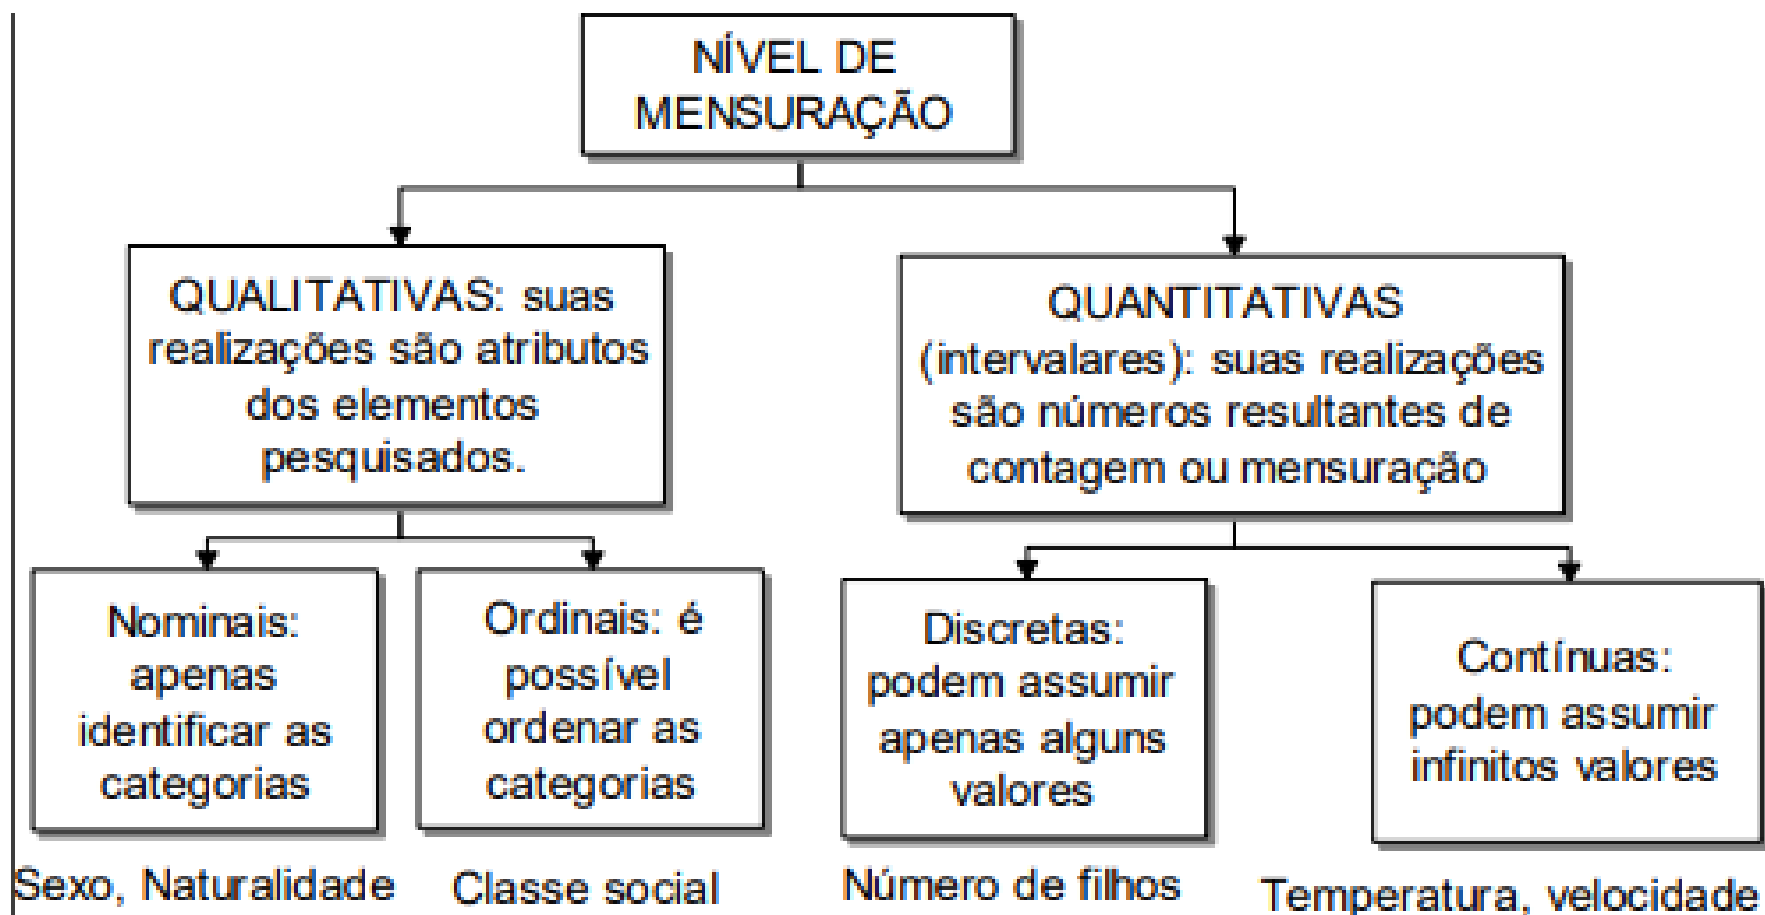 NÍVEL DE
MENSURAÇÃO
QUALITATIVAS: suas
realizações são atributos
dos elementos
pesquisados.
QUANTITATIVAS
(intervalares): suas realizações
são números resultantes de
contagem ou mensuração
Nominais:
apenas
identificar as
categorias
Ordinais: é
possível
ordenar as
categorias
Discretas:
podem assumir
apenas alguns
valores
Contínuas:
podem assumir
infinitos valores
Sexo, Naturalidade
Classe social
Número de filhos
Temperatura, velocidade